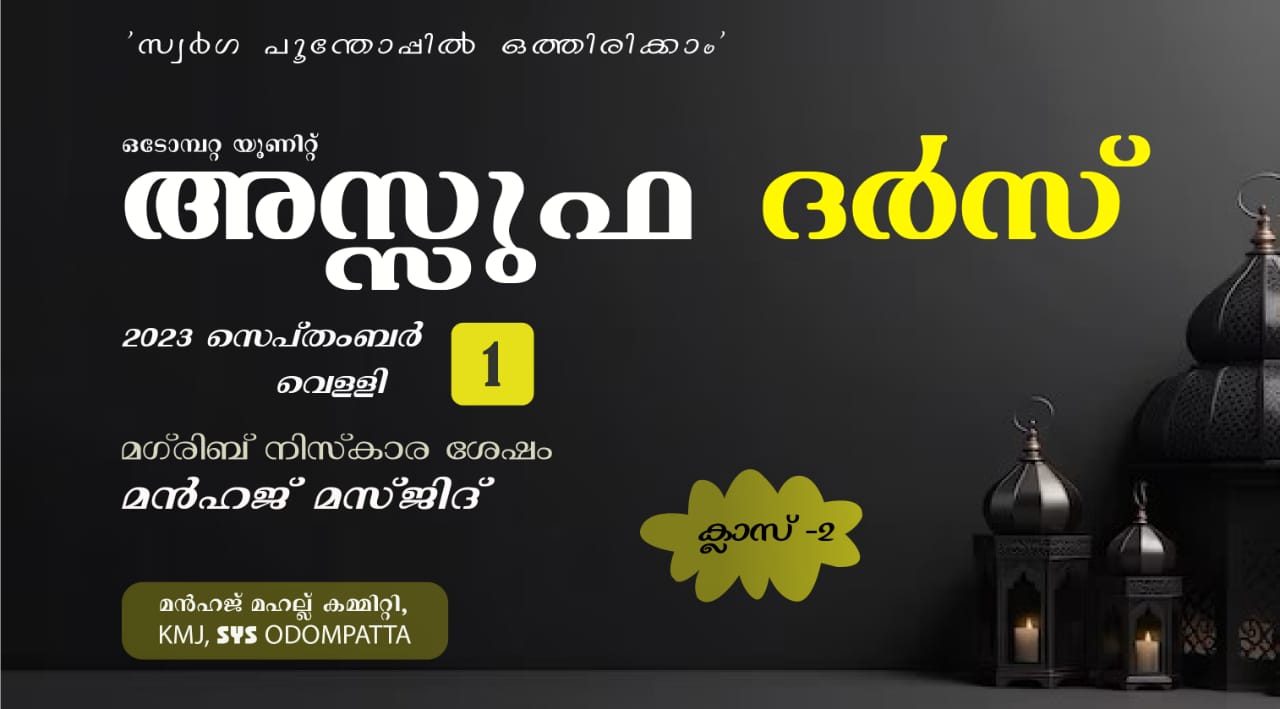 'സ്വർഗ പൂന്തോപ്പിൽ ഒത്തിരിക്കാം'
ഒടോമ്പറ്റ യൂണിറ്റ്
അസ്സുഫ ദർസ്
2023 സെപ്തംബർ 1
വെള്ളി
മഗ്‌രിബ് നിസ്കാര ശേഷം
മൻഹജ് മസ്ജിദ്
ക്ലാസ് -2
മൻഹജ് മഹല്ല് കമ്മിറ്റി,
KMJ, SYS ODOMPATTA